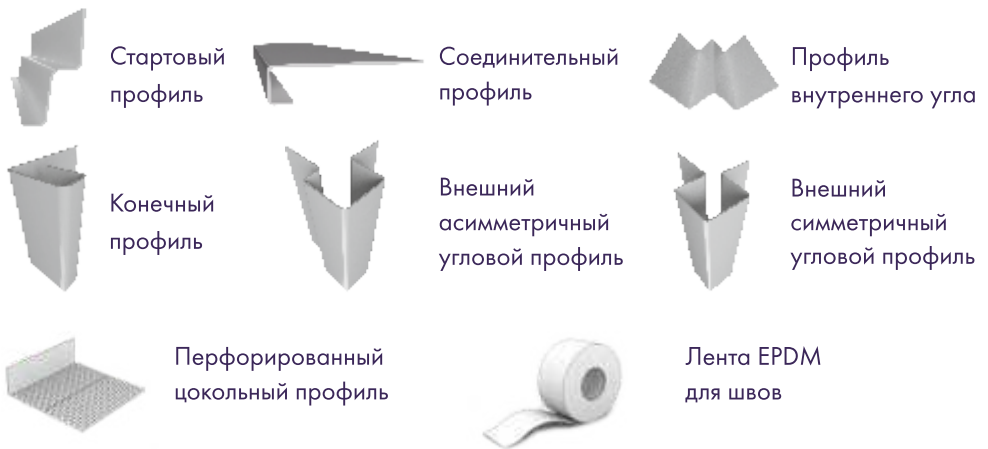 Стартовый
профиль
Соединительный
профиль
Профиль
внутреннего угла
Конечный
профиль
Внешний
асимметричный
угловой профиль
Внешний
симметричный
угловой профиль
Перфорированный
цокольный профиль
Лента EPDM
для швов